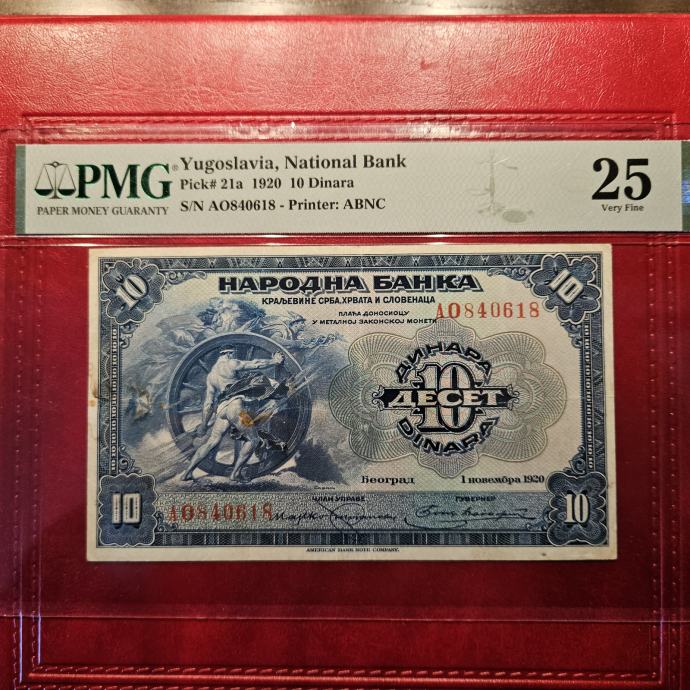 PMG®
PAPER MONEY GUARANTY
Yugoslavia, National Bank
Pick# 21a 1920 10 Dinara
S/N AO840618 - Printer: ABNC
25
Very Fine
10
10
НАРОДНА БАНКА
КРАЉЕВИНЕ СРБА, ХРВАТА И СЛОВЕНАЦА
ПЛАЋА ДОНОСИОЦУ
У МЕТАЛНОЈ ЗАКОНСКОЈ МОНЕТИ
АО840618
ДИНАРА
10
ДЕСЕТ
DINARA
Београд
1 новембра 1920
ЧЛАН УПРАВЕ
ГУВЕРНЕР
10
АО840618
10
AMERICAN BANK NOTE COMPANY.